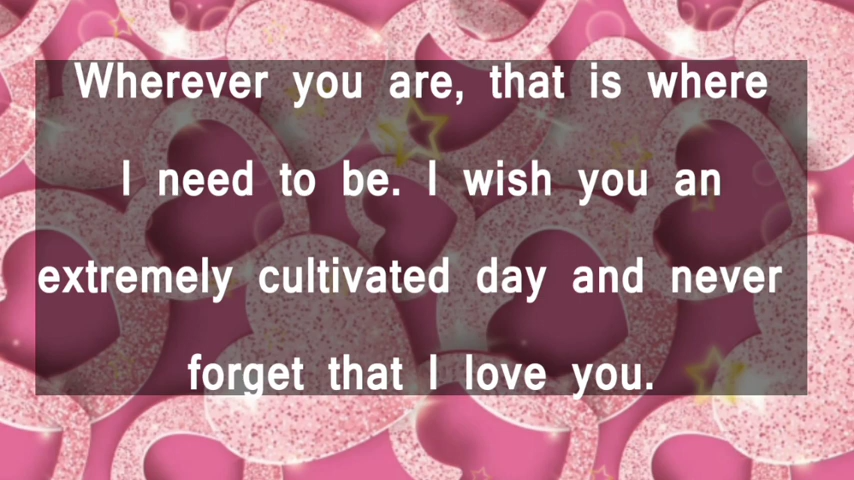 Wherever you are, that is where
I need to be. I wish you an
extremely cultivated day and never
forget that I love you.